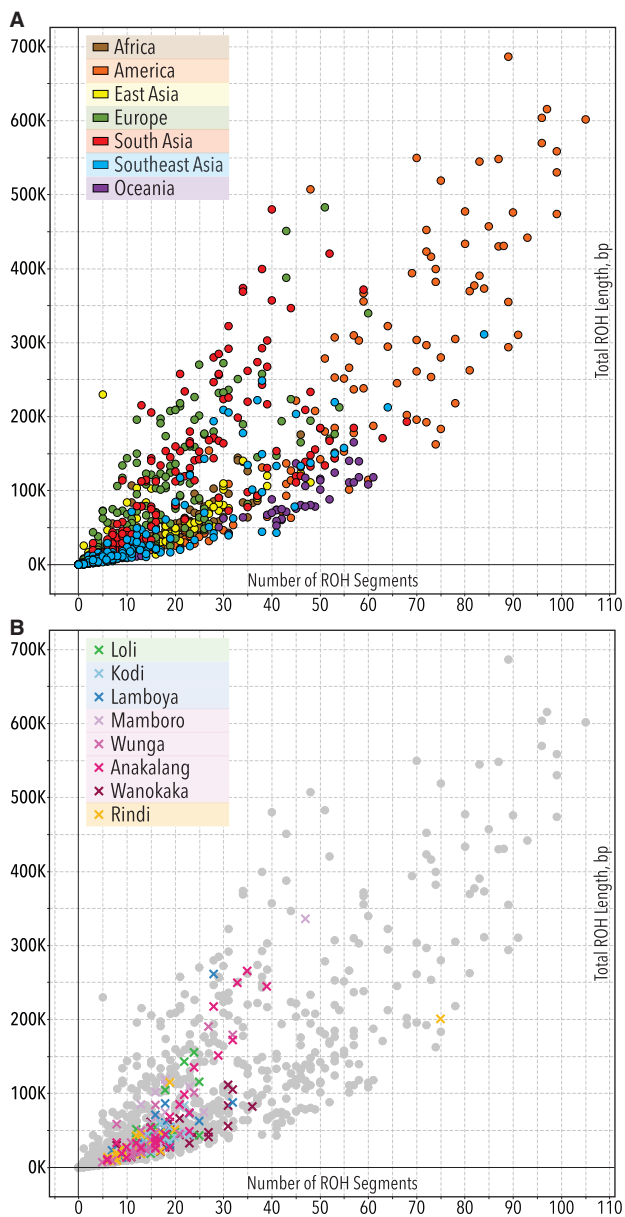 A
700K
600K
500K
400K
300K
200K
100K
0K
Africa
America
East Asia
Europe
South Asia
Southeast Asia
Oceania
Total ROH Length, bp
Number of ROH Segments
0 10 20 30 40 50 60 70 80 90 100 110
B
700K
600K
500K
400K
300K
200K
100K
0K
Loli
Kodi
Lamboya
Mamboro
Wunga
Anakalang
Wanokaka
Rindi
Total ROH Length, bp
Number of ROH Segments
0 10 20 30 40 50 60 70 80 90 100 110